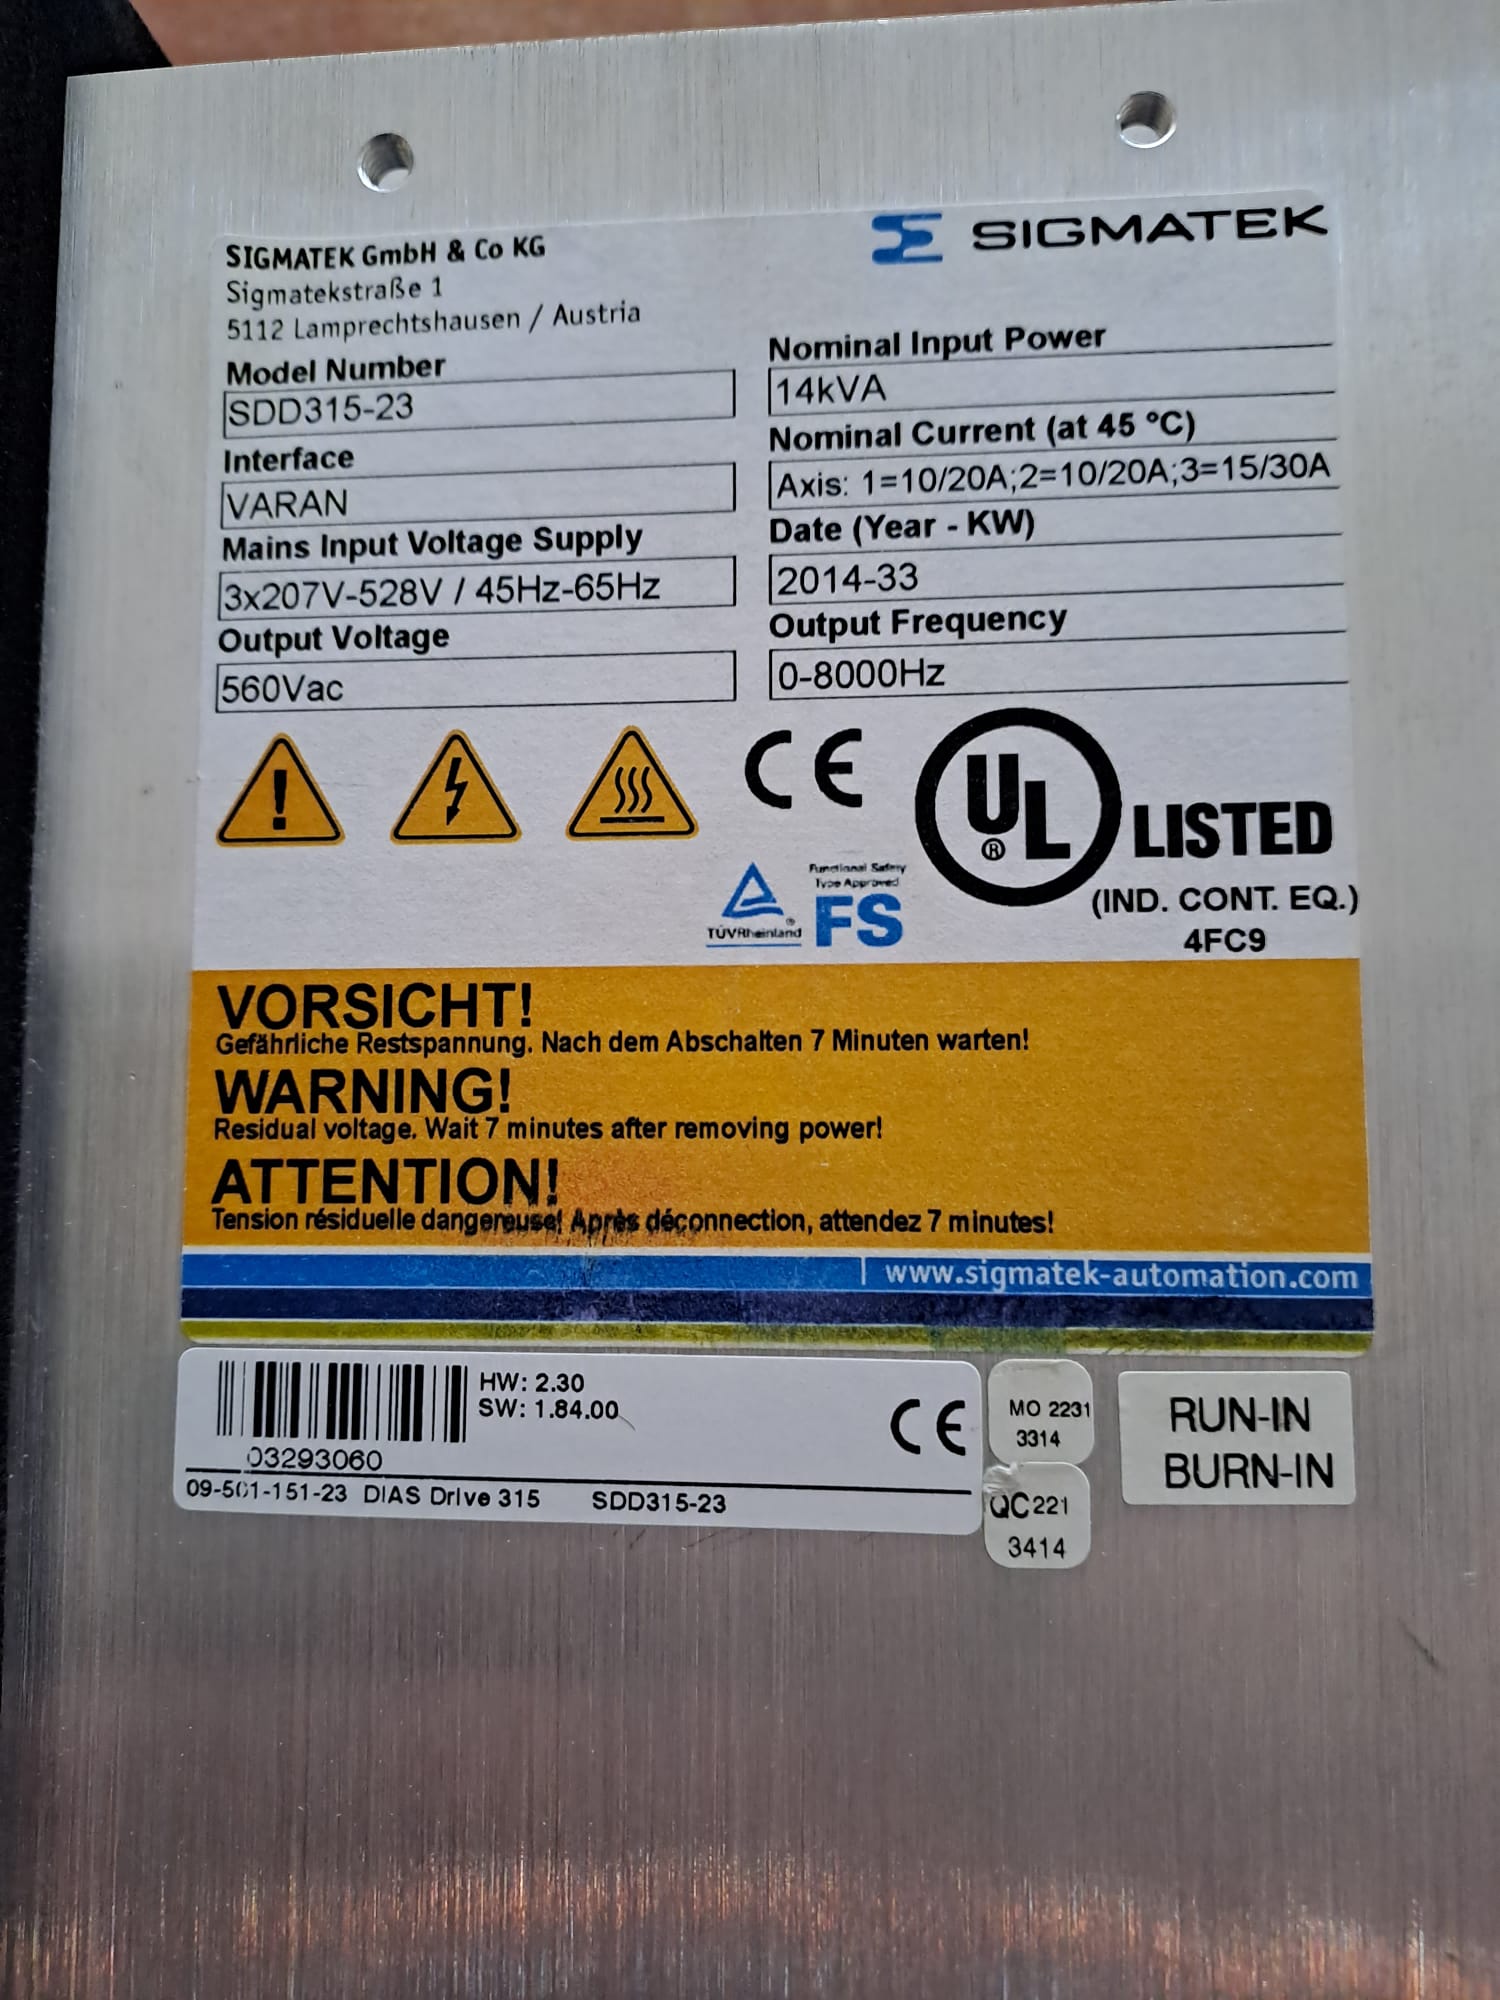 SIGMATEK GmbH & Co KG
Sigmatekstraße 1
5112 Lamprechtshausen / Austria
SIGMATEK
Model Number
SDD315-23
Interface
VARAN
Mains Input Voltage Supply
3x207V-528V / 45Hz-65Hz
Output Voltage
560Vac
Nominal Input Power
14kVA
Nominal Current (at 45 °C)
Axis: 1=10/20A;2=10/20A;3=15/30A
Date (Year - KW)
2014-33
Output Frequency
0-8000Hz
CE
UL
®
LISTED
(IND. CONT. EQ.)
4FC9
TÜVRheinland
®
Functional Safety
Type Approved
FS
VORSICHT!
Gefährliche Restspannung. Nach dem Abschalten 7 Minuten warten!
WARNING!
Residual voltage. Wait 7 minutes after removing power!
ATTENTION!
Tension résiduelle dangereuse! Après déconnection, attendez 7 minutes!
www.sigmatek-automation.com
HW: 2.30
SW: 1.84.00
03293060
CE
09-501-151-23 DIAS Drive 315 SDD315-23
MO 2231
3314
QC 221
3414
RUN-IN
BURN-IN